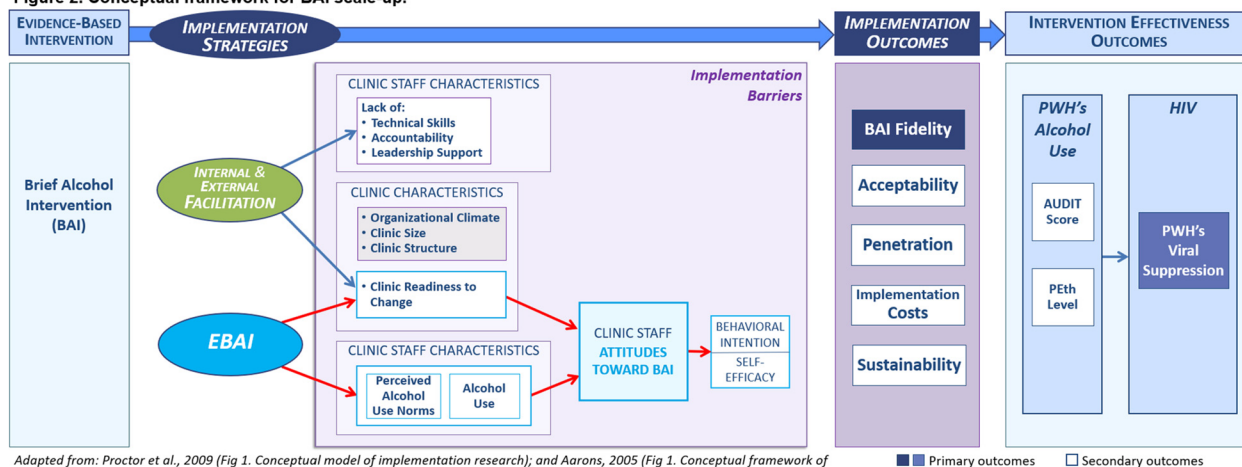 Figure 2. Conceptual framework for BAI scale-up.
EVIDENCE-BASED
INTERVENTION
IMPLEMENTATION
STRATEGIES
IMPLEMENTATION
OUTCOMES
INTERVENTION EFFECTIVENESS
OUTCOMES
Brief Alcohol
Intervention
(BAI)
INTERNAL &
EXTERNAL
FACILITATION
EBAI
Implementation
Barriers
CLINIC STAFF CHARACTERISTICS
Lack of:
• Technical Skills
• Accountability
• Leadership Support
CLINIC CHARACTERISTICS
• Organizational Climate
• Clinic Size
• Clinic Structure
• Clinic Readiness to
Change
CLINIC STAFF CHARACTERISTICS
Perceived
Alcohol
Use Norms
Alcohol
Use
CLINIC STAFF
ATTITUDES
TOWARD BAI
BEHAVIORAL
INTENTION
SELF-
EFFICACY
BAI Fidelity
Acceptability
Penetration
Implementation
Costs
Sustainability
PWH's
Alcohol
Use
AUDIT
Score
PEth
Level
HIV
PWH's
Viral
Suppression
Adapted from: Proctor et al., 2009 (Fig 1. Conceptual model of implementation research); and Aarons, 2005 (Fig 1. Conceptual framework of
Primary outcomes
Secondary outcomes